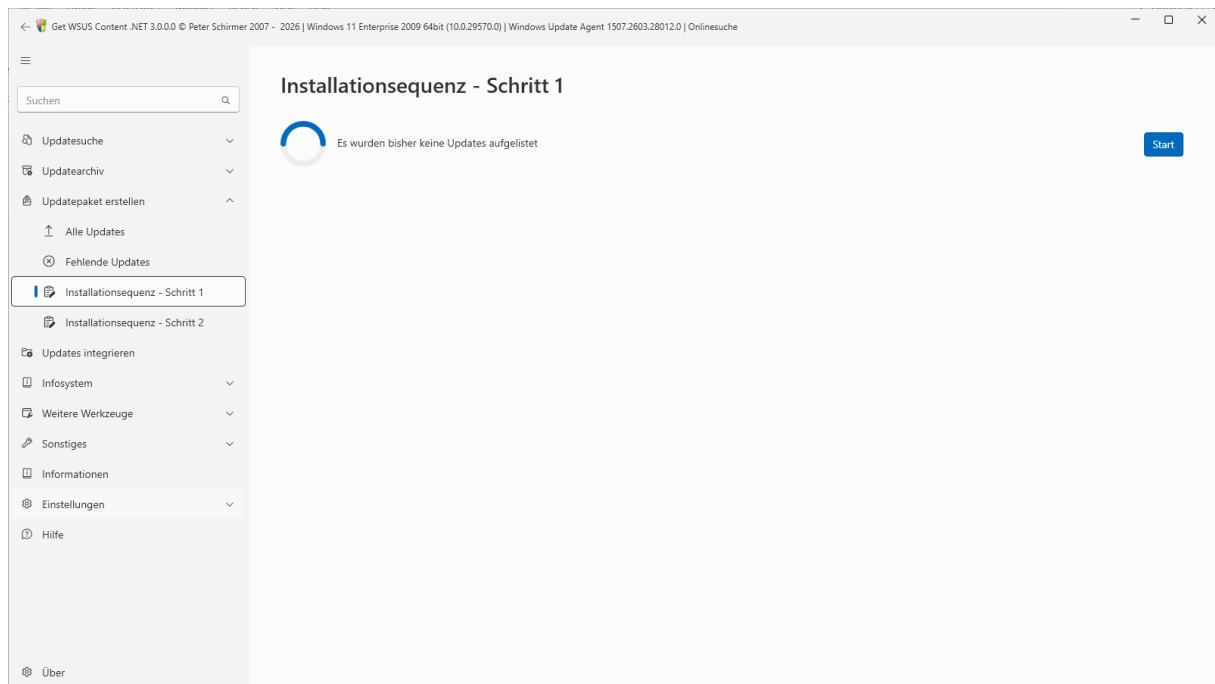 Get WSUS Content .NET 3.0.0.0 © Peter Schirmer 2007 - 2026 | Windows 11 Enterprise 2009 64bit (10.0.29570.0) | Windows Update Agent 1507.2603.28012.0 | Onlinesuche
Suchen
Updatesuche
Updatearchiv
Updatepaket erstellen
Alle Updates
Fehlende Updates
Installationsequenz - Schritt 1
Installationsequenz - Schritt 2
Updates integrieren
Infosystem
Weitere Werkzeuge
Sonstiges
Informationen
Einstellungen
Hilfe
Über
Installationsequenz - Schritt 1
Es wurden bisher keine Updates aufgelistet
Start